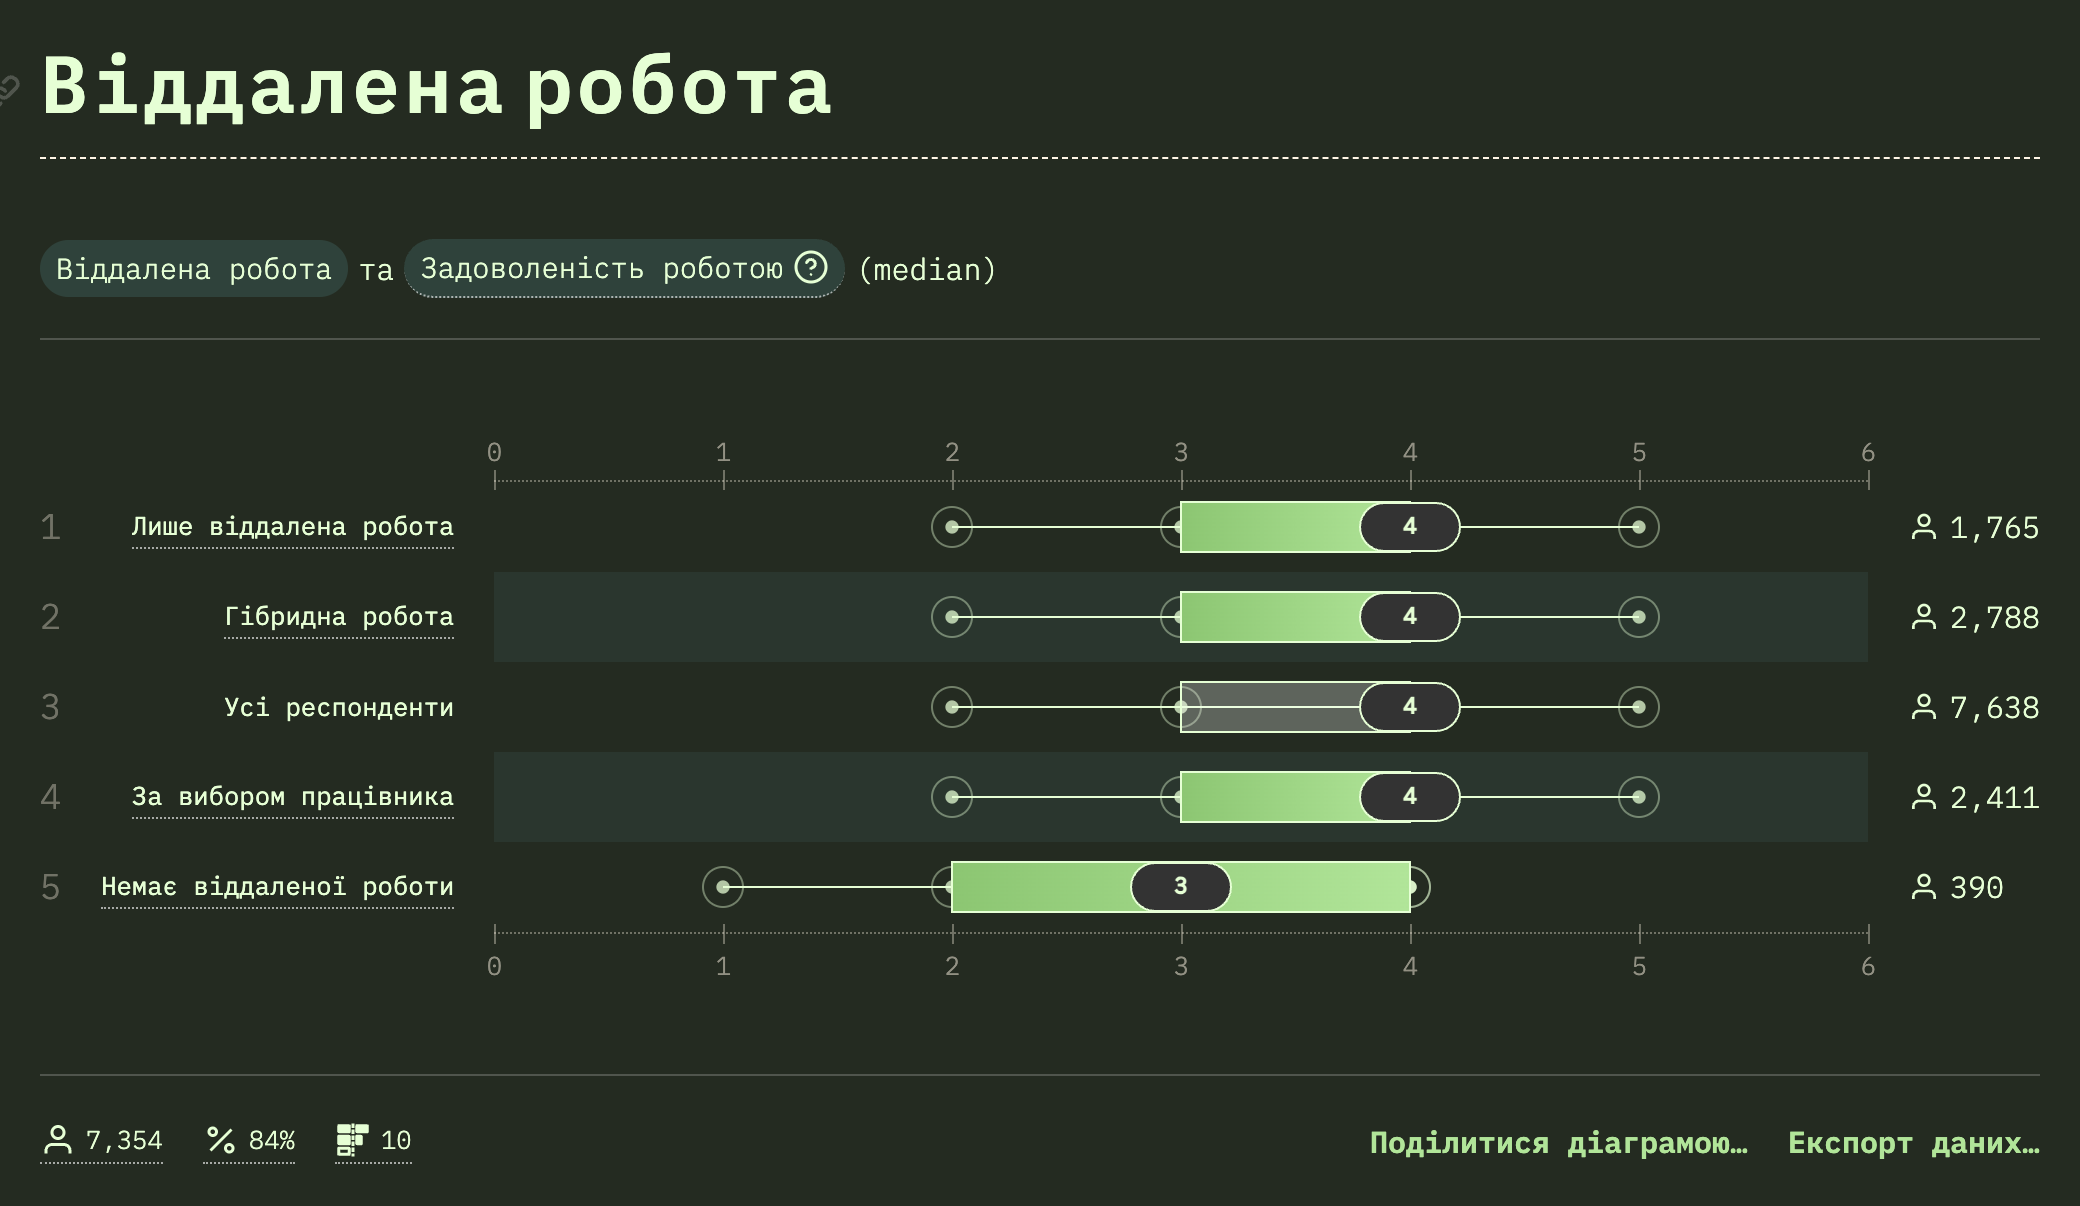 Віддалена робота
Віддалена робота та Задоволеність роботою ? (median)
0 1 2 3 4 5 6
1 Лише віддалена робота 4 1,765
2 Гібридна робота 4 2,788
3 Усі респонденти 4 7,638
4 За вибором працівника 4 2,411
5 Немає віддаленої роботи 3 390
0 1 2 3 4 5 6
7,354 84% 10 Поділитися діаграмою… Експорт даних…